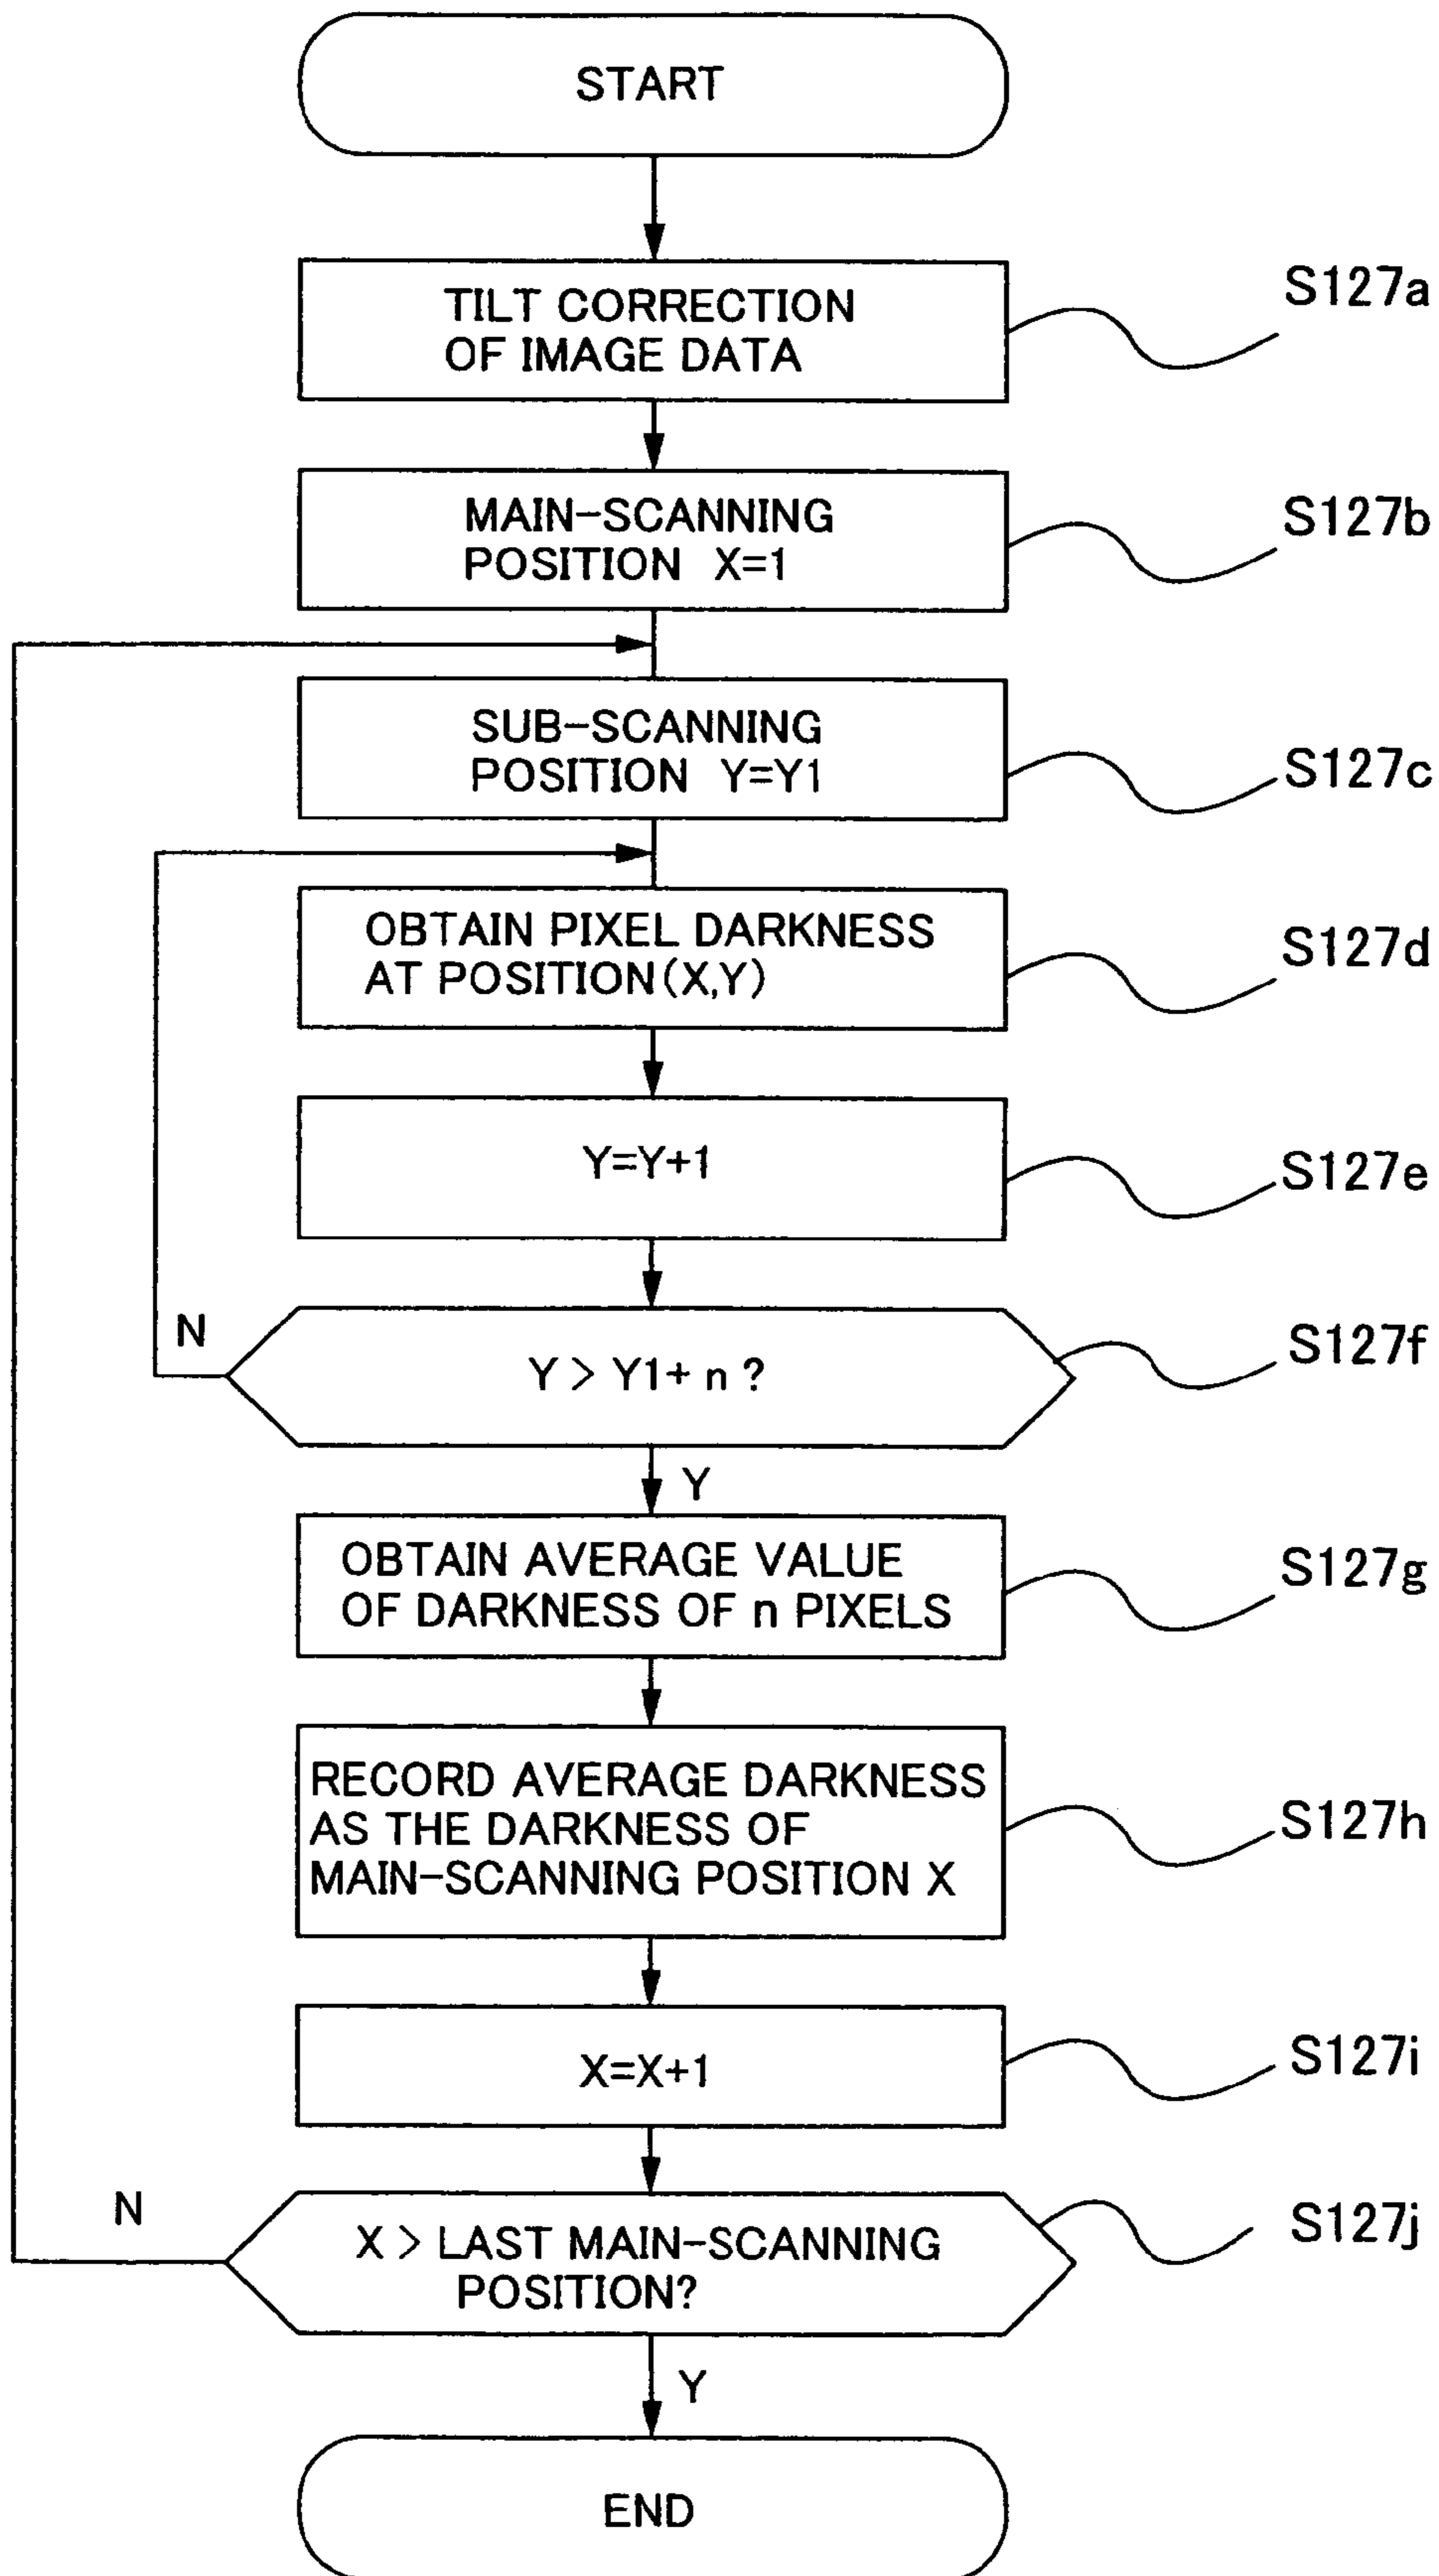 START
TILT CORRECTION
OF IMAGE DATA
S127a
MAIN-SCANNING
POSITION X=1
S127b
SUB-SCANNING
POSITION Y=Y1
S127c
OBTAIN PIXEL DARKNESS
AT POSITION(X,Y)
S127d
Y=Y+1
S127e
N
Y > Y1+ n ?
S127f
Y
OBTAIN AVERAGE VALUE
OF DARKNESS OF n PIXELS
S127g
RECORD AVERAGE DARKNESS
AS THE DARKNESS OF
MAIN-SCANNING POSITION X
S127h
X=X+1
S127i
N
X > LAST MAIN-SCANNING
POSITION?
S127j
Y
END